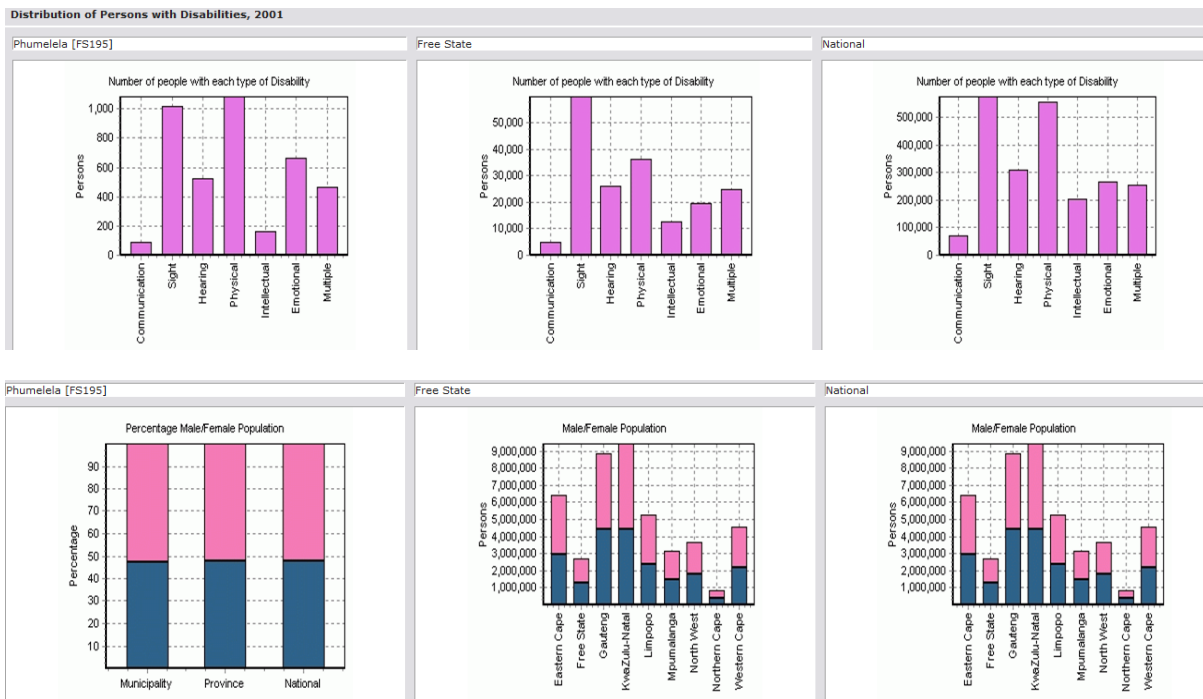 Distribution of Persons with Disabilities, 2001
Phumelela [FS195]
Number of people with each type of Disability
Persons
1,000
800
600
400
200
0
Communication
Sight
Hearing
Physical
Intellectual
Emotional
Multiple
Free State
Number of people with each type of Disability
Persons
50,000
40,000
30,000
20,000
10,000
0
Communication
Sight
Hearing
Physical
Intellectual
Emotional
Multiple
National
Number of people with each type of Disability
Persons
500,000
400,000
300,000
200,000
100,000
0
Communication
Sight
Hearing
Physical
Intellectual
Emotional
Multiple
Phumelela [FS195]
Percentage Male/Female Population
Percentage
90
80
70
60
50
40
30
20
10
Municipality
Province
National
Free State
Male/Female Population
Persons
9,000,000
8,000,000
7,000,000
6,000,000
5,000,000
4,000,000
3,000,000
2,000,000
1,000,000
Eastern Cape
Free State
Gauteng
KwaZulu-Natal
Limpopo
Mpumalanga
North West
Northern Cape
Western Cape
National
Male/Female Population
Persons
9,000,000
8,000,000
7,000,000
6,000,000
5,000,000
4,000,000
3,000,000
2,000,000
1,000,000
Eastern Cape
Free State
Gauteng
KwaZulu-Natal
Limpopo
Mpumalanga
North West
Northern Cape
Western Cape